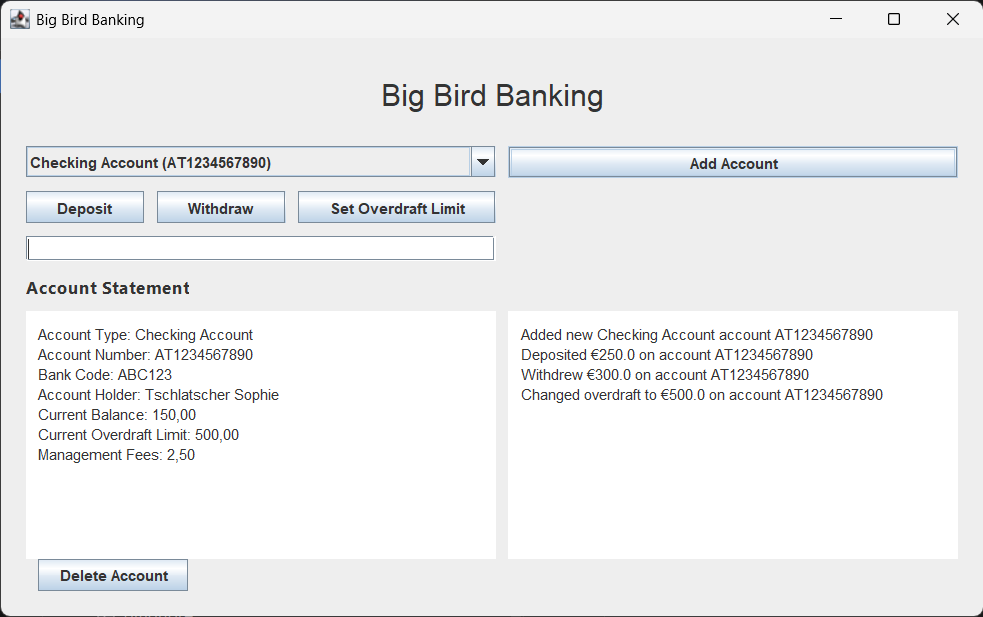 Big Bird Banking
Big Bird Banking
Checking Account (AT1234567890)
Add Account
Deposit
Withdraw
Set Overdraft Limit
Account Statement
Account Type: Checking Account
Account Number: AT1234567890
Bank Code: ABC123
Account Holder: Tschlatscher Sophie
Current Balance: 150,00
Current Overdraft Limit: 500,00
Management Fees: 2,50
Added new Checking Account account AT1234567890
Deposited €250.0 on account AT1234567890
Withdrew €300.0 on account AT1234567890
Changed overdraft to €500.0 on account AT1234567890
Delete Account